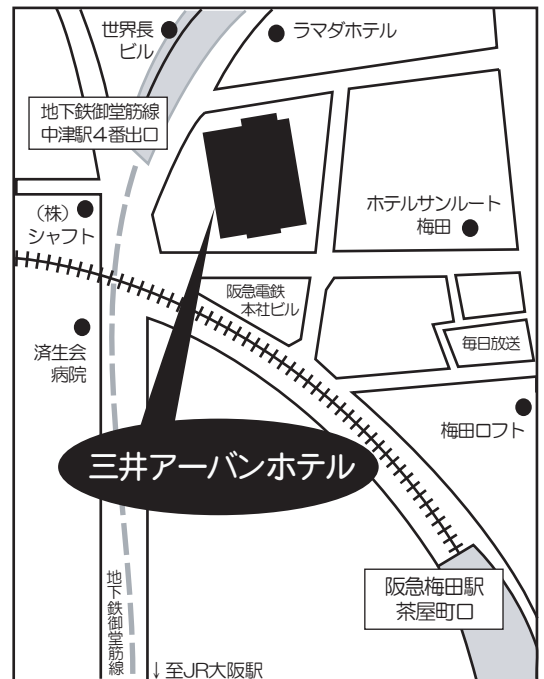 世界長
ビル
ラマダホテル
地下鉄御堂筋線
中津駅4番出口
(株)
シャフト
ホテルサンルート
梅田
阪急電鉄
本社ビル
済生会
病院
毎日放送
梅田ロフト
三井アーバンホテル
阪急梅田駅
茶屋町口
地下鉄御堂筋線
↓至JR大阪駅